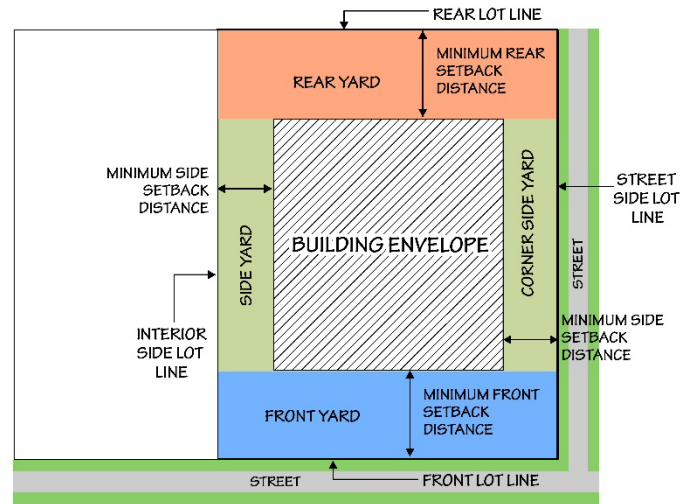 REAR LOT LINE
MINIMUM REAR
SETBACK
DISTANCE
REAR YARD
MINIMUM SIDE
SETBACK
DISTANCE
STREET
SIDE LOT
LINE
BUILDING ENVELOPE
SIDE YARD
CORNER SIDE YARD
STREET
INTERIOR
SIDE LOT
LINE
MINIMUM SIDE
SETBACK
DISTANCE
MINIMUM FRONT
SETBACK
DISTANCE
FRONT YARD
STREET
FRONT LOT LINE